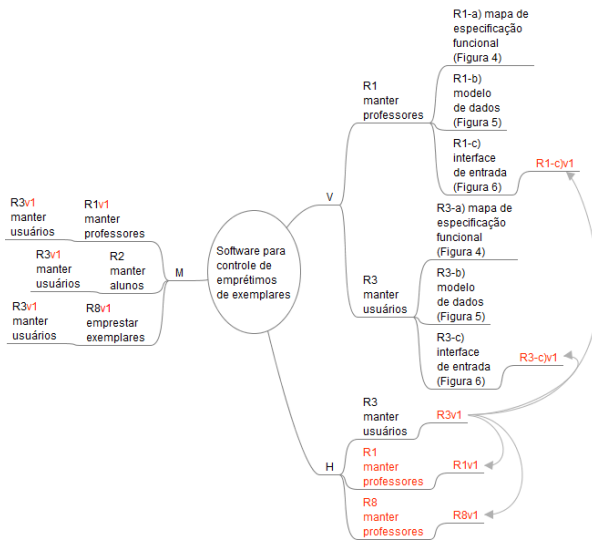 Software para
controle de
emprétimos
de exemplares
M
R1v1
manter
professores
R3v1
manter
usuários
R2
manter
alunos
R3v1
manter
usuários
R8v1
emprestar
exemplares
R3v1
manter
usuários
V
R1
manter
professores
R1-a) mapa de
especificação
funcional
(Figura 4)
R1-b)
modelo
de dados
(Figura 5)
R1-c)
interface
de entrada
(Figura 6)
R1-c)v1
R3
manter
usuários
R3-a) mapa de
especificação
funcional
(Figura 4)
R3-b)
modelo
de dados
(Figura 5)
R3-c)
interface
de entrada
(Figura 6)
R3-c)v1
H
R3
manter
usuários
R3v1
R1
manter
professores
R1v1
R8
manter
professores
R8v1